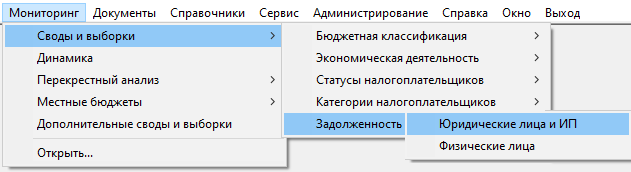 Мониторинг Документы Справочники Сервис Администрирование Справка Окно Выход
Своды и выборки
Динамика
Перекрестный анализ
Местные бюджеты
Дополнительные своды и выборки
Открыть...
Бюджетная классификация
Экономическая деятельность
Статусы налогоплательщиков
Категории налогоплательщиков
Задолженность
Юридические лица и ИП
Физические лица